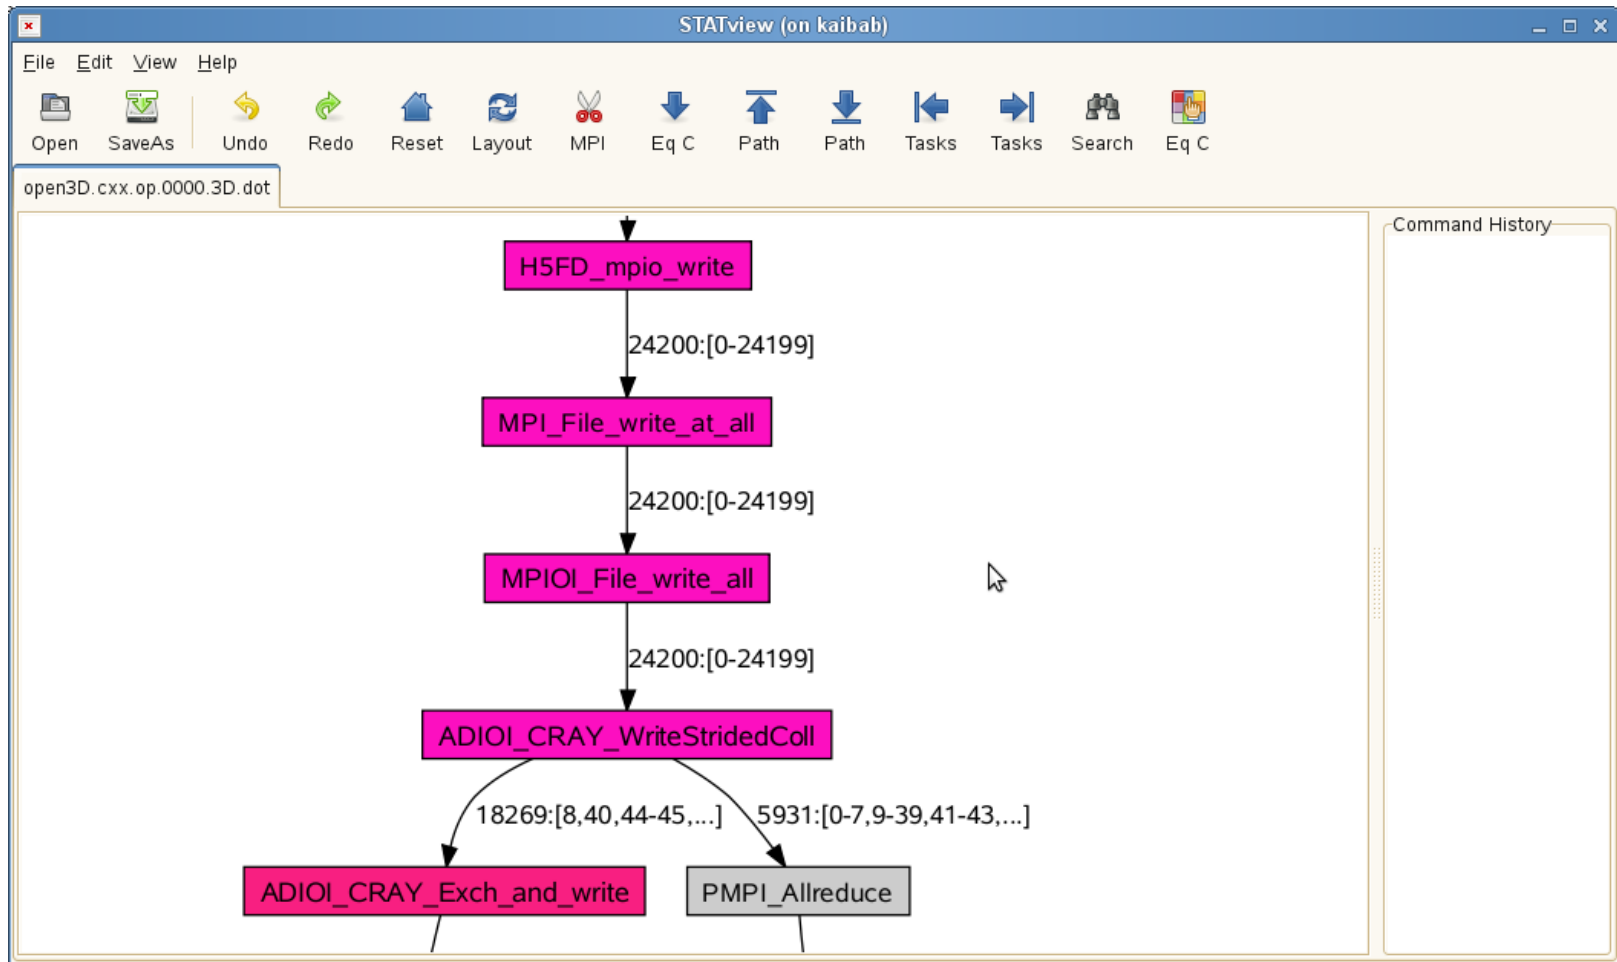 STATview (on kaibab)
File Edit View Help
Open SaveAs Undo Redo Reset Layout MPI Eq C Path Path Tasks Tasks Search Eq C
open3D.cxx.op.0000.3D.dot
Command History
H5FD_mpio_write
24200:[0-24199]
MPI_File_write_at_all
24200:[0-24199]
MPIOI_File_write_all
24200:[0-24199]
ADIOI_CRAY_WriteStridedColl
18269:[8,40,44-45,...] 5931:[0-7,9-39,41-43,...]
ADIOI_CRAY_Exch_and_write PMPI_Allreduce